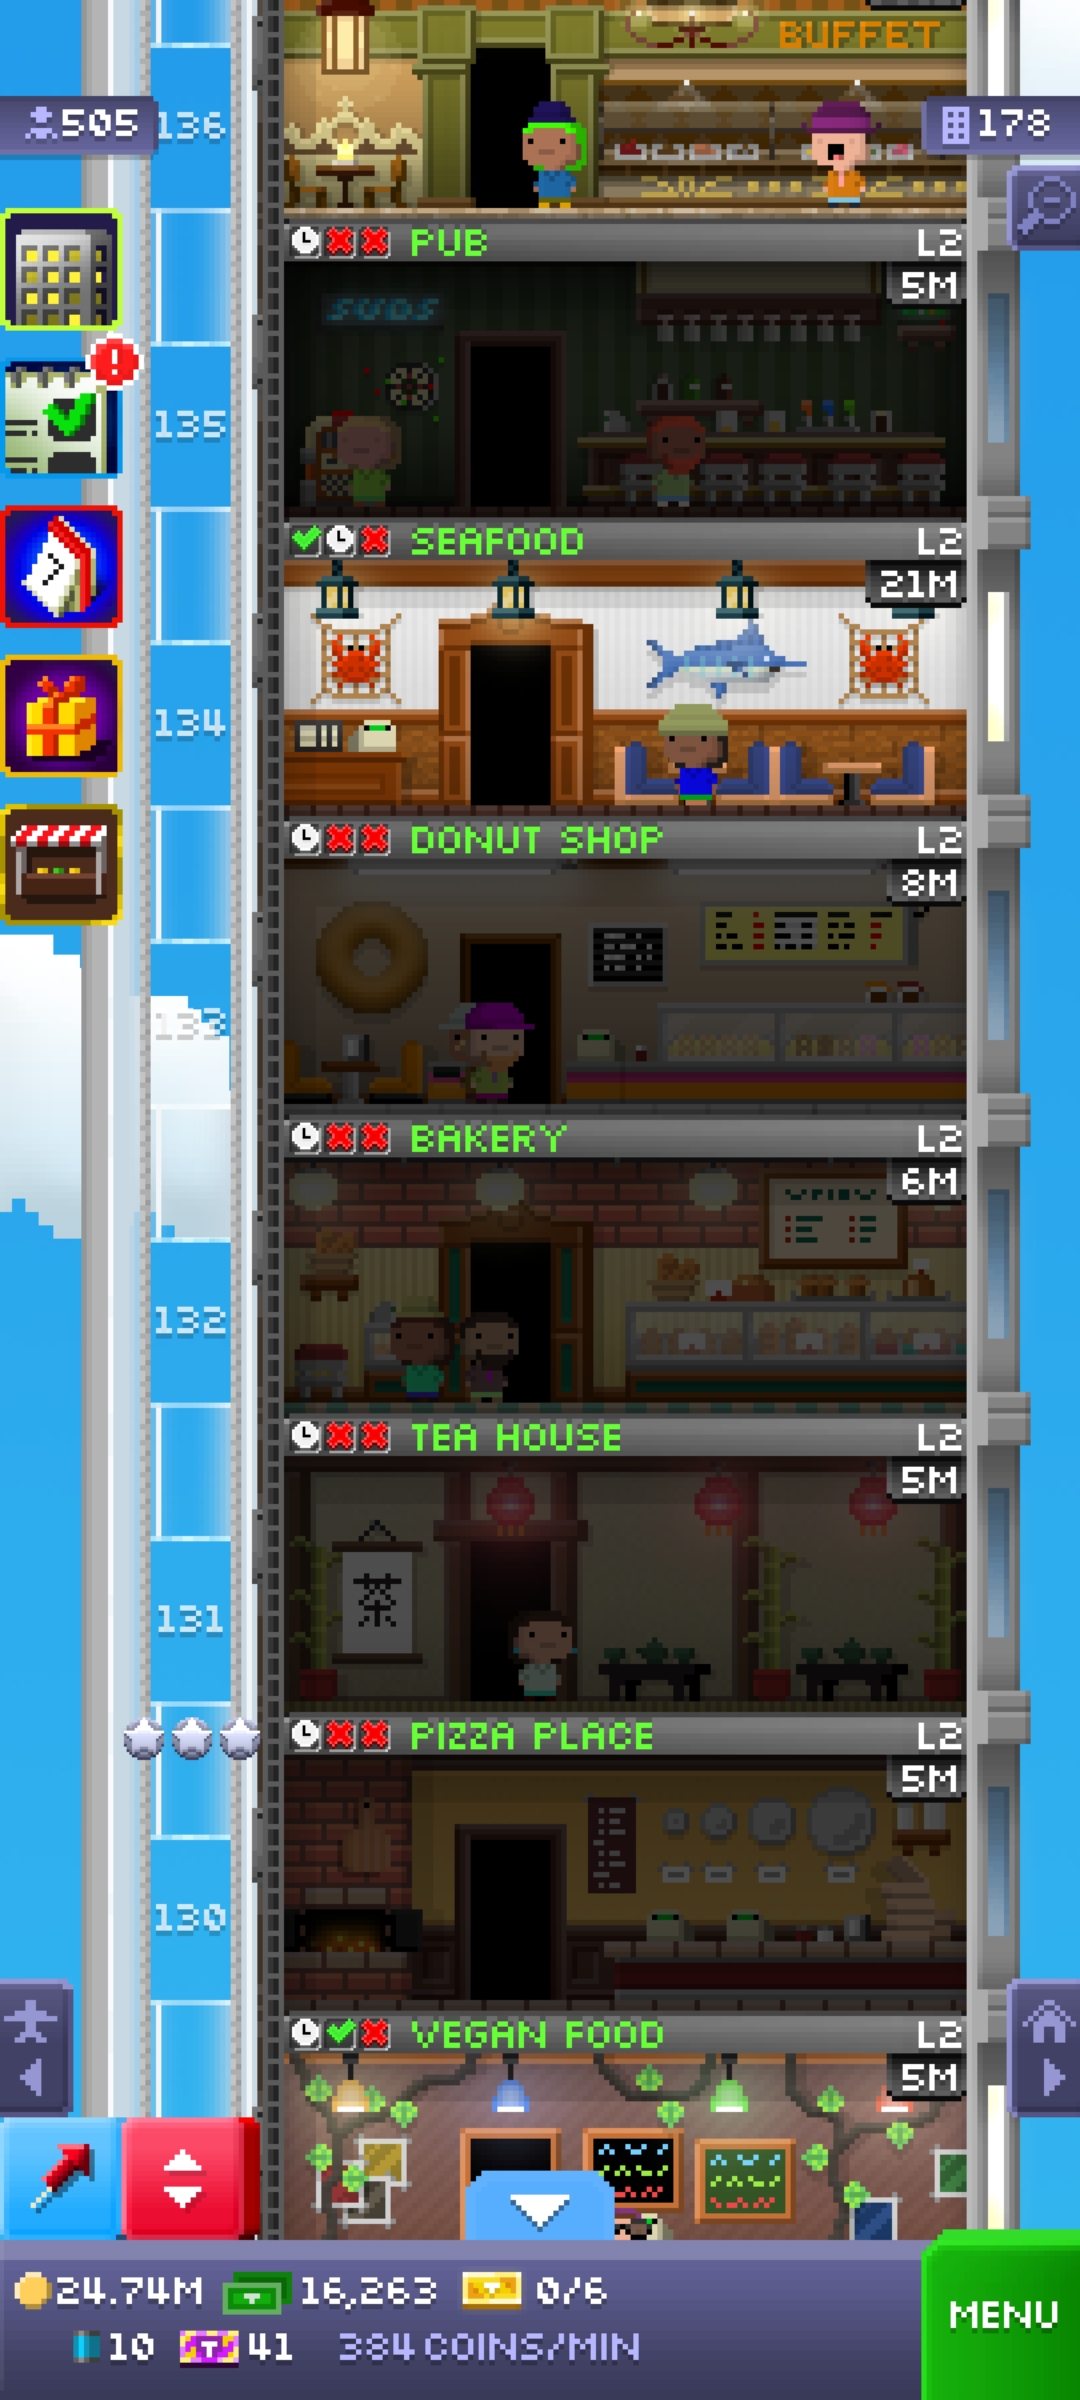 BUFFET
505
136
178
PUB
L2
5M
SUDS
135
SEAFOOD
L2
21M
134
DONUT SHOP
L2
8M
133
BAKERY
L2
6M
132
TEA HOUSE
L2
5M
茶
131
PIZZA PLACE
L2
5M
130
VEGAN FOOD
L2
5M
24.74M
16,263
0/6
MENU
10
T
41
384 COINS/MIN